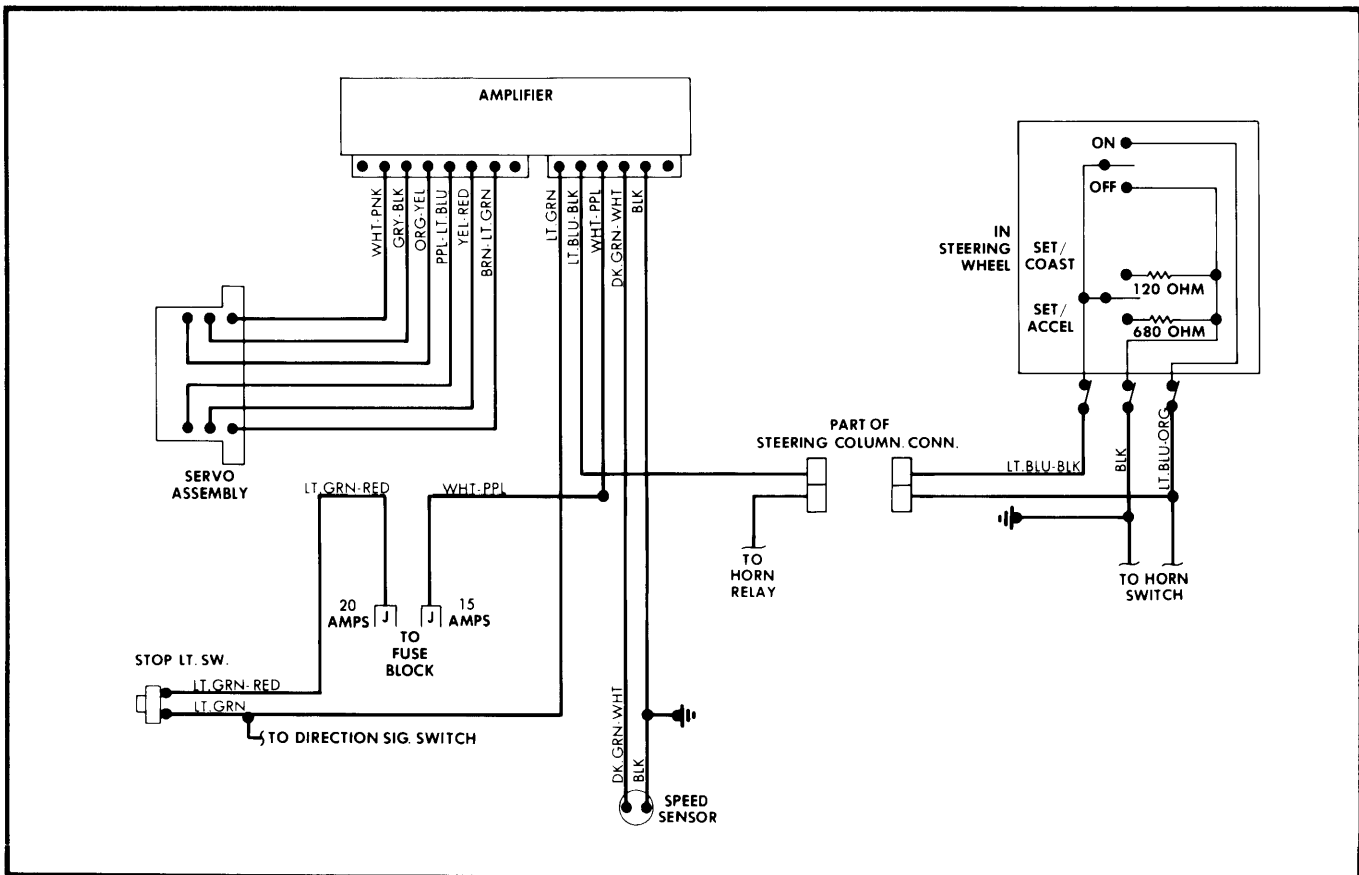 AMPLIFIER
WHT-PNK
GRY-BLK
ORG-YEL
PPL-LT.BLU
YEL-RED
BRN-LT.GRN
LT.GRN
LT.BLU-BLK
WHT-PPL
DK.GRN-WHT
BLK
ON
OFF
IN
STEERING
WHEEL
SET/
COAST
120 OHM
SET/
ACCEL
680 OHM
SERVO
ASSEMBLY
PART OF
STEERING COLUMN. CONN.
LT.BLU-BLK
BLK
LT.BLU-ORG
LT.GRN-RED
WHT-PPL
TO
HORN
RELAY
TO HORN
SWITCH
20
AMPS
J
J
15
AMPS
TO
FUSE
BLOCK
STOP LT. SW.
LT.GRN-RED
LT.GRN
TO DIRECTION SIG. SWITCH
DK.GRN-WHT
BLK
SPEED
SENSOR